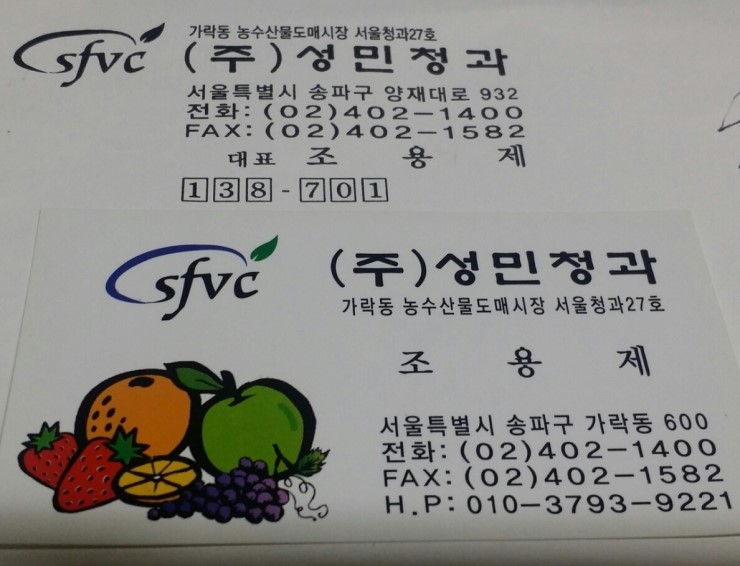 sfvc
가락동 농수산물도매시장 서울청과27호
(주)성민청과
서울특별시 송파구 양재대로 932
전화: (02)402-1400
FAX: (02)402-1582
대표 조 용 제
138-701
sfvc
(주)성민청과
가락동 농수산물도매시장 서울청과27호
조 용 제
서울특별시 송파구 가락동 600
전화: (02)402-1400
FAX: (02)402-1582
H.P: 010-3793-9221